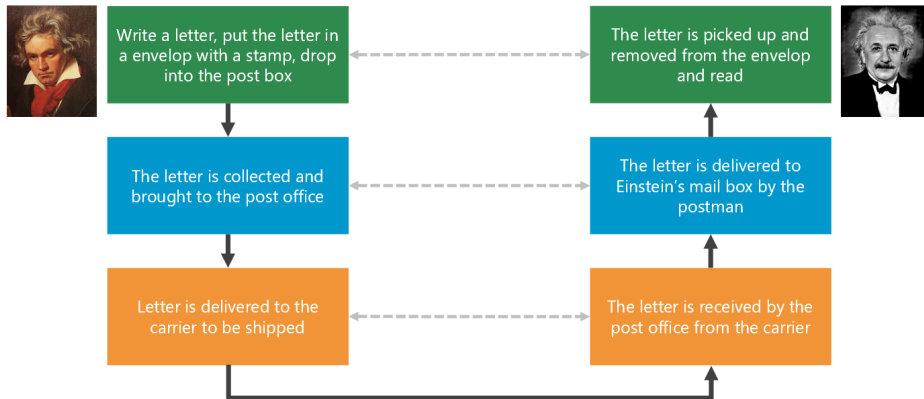 Write a letter, put the letter in
a envelop with a stamp, drop
into the post box
The letter is picked up and
removed from the envelop
and read
The letter is collected and
brought to the post office
The letter is delivered to
Einstein's mail box by the
postman
Letter is delivered to the
carrier to be shipped
The letter is received by the
post office from the carrier